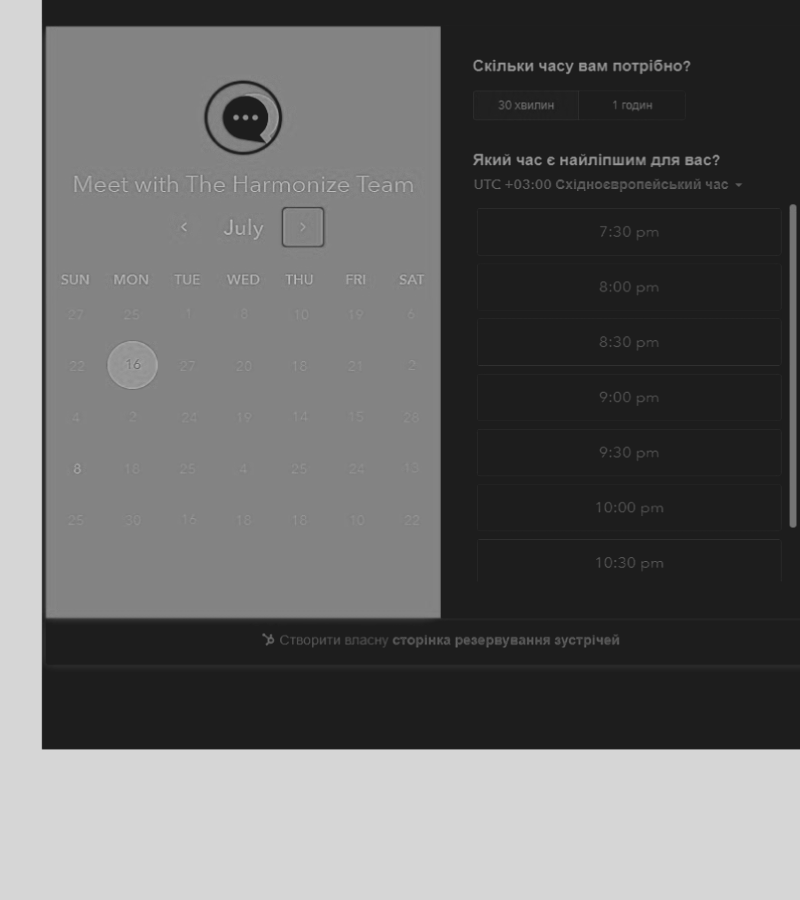 Meet with The Harmonize Team
July
SUN MON TUE WED THU FRI SAT
27 25 1 8 10 19 6
22 16 27 20 18 21 2
4 2 24 19 14 15 28
8 18 25 4 25 24 13
25 30 16 18 18 10 22
Скільки часу вам потрібно?
30 хвилин 1 годин
Який час є найліпшим для вас?
UTC +03:00 Східноєвропейський час
7:30 pm
8:00 pm
8:30 pm
9:00 pm
9:30 pm
10:00 pm
10:30 pm
Створити власну сторінка резервування зустрічей